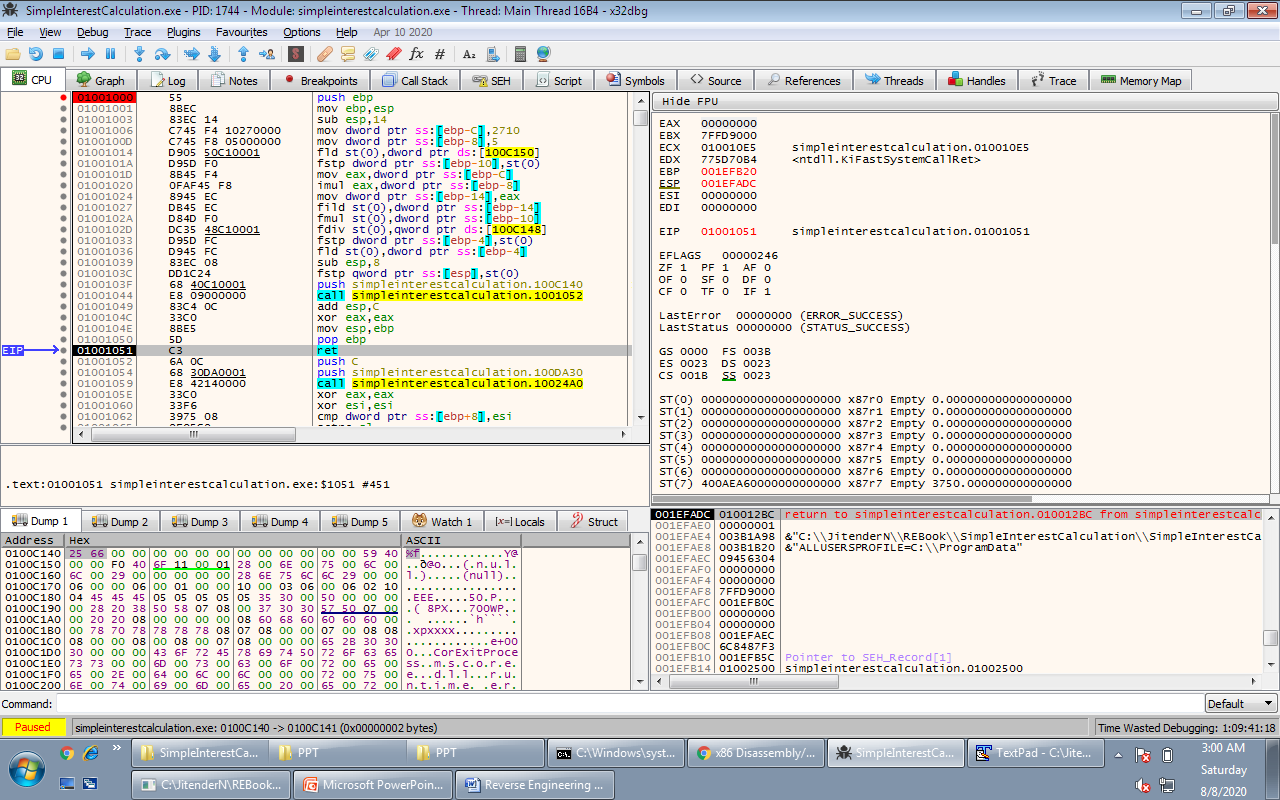 SimpleInterestCalculation.exe - PID: 1744 - Module: simpleinterestcalculation.exe - Thread: Main Thread 16B4 - x32dbg
File View Debug Trace Plugins Favourites Options Help Apr 10 2020
CPU Graph Log Notes Breakpoints Call Stack SEH Script Symbols Source References Threads Handles Trace Memory Map
01001000 55 push ebp
01001001 8BEC mov ebp,esp
01001003 83EC 14 sub esp,14
01001006 C745 F4 10270000 mov dword ptr ss:[ebp-C],2710
0100100D C745 F8 05000000 mov dword ptr ss:[ebp-8],5
01001014 D905 50C10001 fld st(0),dword ptr ds:[100C150]
0100101A D95D F0 fstp dword ptr ss:[ebp-10],st(0)
0100101D 8B45 F4 mov eax,dword ptr ss:[ebp-C]
01001020 0FAF45 F8 imul eax,dword ptr ss:[ebp-8]
01001024 8945 EC mov dword ptr ss:[ebp-14],eax
01001027 DB45 EC fild st(0),dword ptr ss:[ebp-14]
0100102A D84D F0 fmul st(0),dword ptr ss:[ebp-10]
0100102D DC35 48C10001 fdiv st(0),qword ptr ds:[100C148]
01001033 D95D FC fstp dword ptr ss:[ebp-4],st(0)
01001036 D945 FC fld st(0),dword ptr ss:[ebp-4]
01001039 83EC 08 sub esp,8
0100103C DD1C24 fstp qword ptr ss:[esp],st(0)
0100103F 68 40C10001 push simpleinterestcalculation.100C140
01001044 E8 09000000 call simpleinterestcalculation.1001052
01001049 83C4 0C add esp,C
0100104C 33C0 xor eax,eax
0100104E 8BE5 mov esp,ebp
01001050 5D pop ebp
EIP 01001051 C3 ret
01001052 6A 0C push C
01001054 68 30DA0001 push simpleinterestcalculation.100DA30
01001059 E8 42140000 call simpleinterestcalculation.10024A0
0100105E 33C0 xor eax,eax
01001060 33F6 xor esi,esi
01001062 3975 08 cmp dword ptr ss:[ebp+8],esi
.text:01001051 simpleinterestcalculation.exe:$1051 #451
Hide FPU
EAX 00000000
EBX 7FFD9000
ECX 010010E5 simpleinterestcalculation.010010E5
EDX 775D70B4 <ntdll.KiFastSystemCallRet>
EBP 001EFB20
ESP 001EFADC
ESI 00000000
EDI 00000000
EIP 01001051 simpleinterestcalculation.01001051
EFLAGS 00000246
ZF 1 PF 1 AF 0
OF 0 SF 0 DF 0
CF 0 TF 0 IF 1
LastError 00000000 (ERROR_SUCCESS)
LastStatus 00000000 (STATUS_SUCCESS)
GS 0000 FS 003B
ES 0023 DS 0023
CS 001B SS 0023
ST(0) 00000000000000000000 x87r0 Empty 0.000000000000000000
ST(1) 00000000000000000000 x87r1 Empty 0.000000000000000000
ST(2) 00000000000000000000 x87r2 Empty 0.000000000000000000
ST(3) 00000000000000000000 x87r3 Empty 0.000000000000000000
ST(4) 00000000000000000000 x87r4 Empty 0.000000000000000000
ST(5) 00000000000000000000 x87r5 Empty 0.000000000000000000
ST(6) 00000000000000000000 x87r6 Empty 0.000000000000000000
ST(7) 400AEA60000000000000 x87r7 Empty 3750.000000000000000
Dump 1 Dump 2 Dump 3 Dump 4 Dump 5 Watch 1 [x=] Locals Struct
Address Hex ASCII
0100C140 25 66 00 00 00 00 00 00 00 00 00 00 00 00 59 40 %f............Y@
0100C150 00 00 F0 40 6F 11 00 01 28 00 6E 00 75 00 6C 00 ..ð@o...(.n.u.l.
0100C160 6C 00 29 00 00 00 00 00 28 6E 75 6C 6C 29 00 00 l.).....(null)..
0100C170 06 00 00 06 00 01 00 00 10 00 03 06 00 06 02 10 ................
0100C180 04 45 45 45 05 05 05 05 05 35 30 00 50 00 00 00 .EEE.....50.P...
0100C190 00 28 20 38 50 58 07 08 00 37 30 30 57 50 07 00 .( 8PX...700WP..
0100C1A0 00 20 20 08 00 00 00 00 08 60 68 60 60 60 60 00 .  ......`h````.
0100C1B0 00 78 70 78 78 78 78 08 07 08 00 00 07 00 08 08 .xpxxxx.........
0100C1C0 08 00 00 08 00 08 00 07 08 00 00 00 65 2B 30 30 ............e+00
0100C1D0 30 00 00 00 43 6F 72 45 78 69 74 50 72 6F 63 65 0...CorExitProce
0100C1E0 73 73 00 00 6D 00 73 00 63 00 6F 00 72 00 65 00 ss..m.s.c.o.r.e.
0100C1F0 65 00 2E 00 64 00 6C 00 6C 00 00 00 72 00 75 00 e...d.l.l...r.u.
0100C200 6E 00 74 00 69 00 6D 00 65 00 20 00 65 00 72 00 n.t.i.m.e. .e.r.
001EFADC 010012BC return to simpleinterestcalculation.010012BC from simpleinterestcalc
001EFAE0 00000001
001EFAE4 003B1A98 &"C:\\JitenderN\\REBook\\SimpleInterestCalculation\\SimpleInterestCa
001EFAE8 003B1B20 &"ALLUSERSPROFILE=C:\\ProgramData"
001EFAEC 09456304
001EFAF0 00000000
001EFAF4 00000000
001EFAF8 7FFD9000
001EFAFC 001EFB0C
001EFB00 00000000
001EFB04 00000000
001EFB08 001EFAEC
001EFB0C 6C8487F3
001EFB10 001EFB5C Pointer to SEH_Record[1]
001EFB14 01002500 simpleinterestcalculation.01002500
Command: Default
Paused simpleinterestcalculation.exe: 0100C140 -> 0100C141 (0x00000002 bytes) Time Wasted Debugging: 1:09:41:18
SimpleInterestCa... PPT PPT C:\Windows\syst... x86 Disassembly/... SimpleInterestCa... TextPad - C:\Jite... 3:00 AM
Saturday
C:\JitenderN\REBook... Microsoft PowerPoin... Reverse Engineering ... 8/8/2020